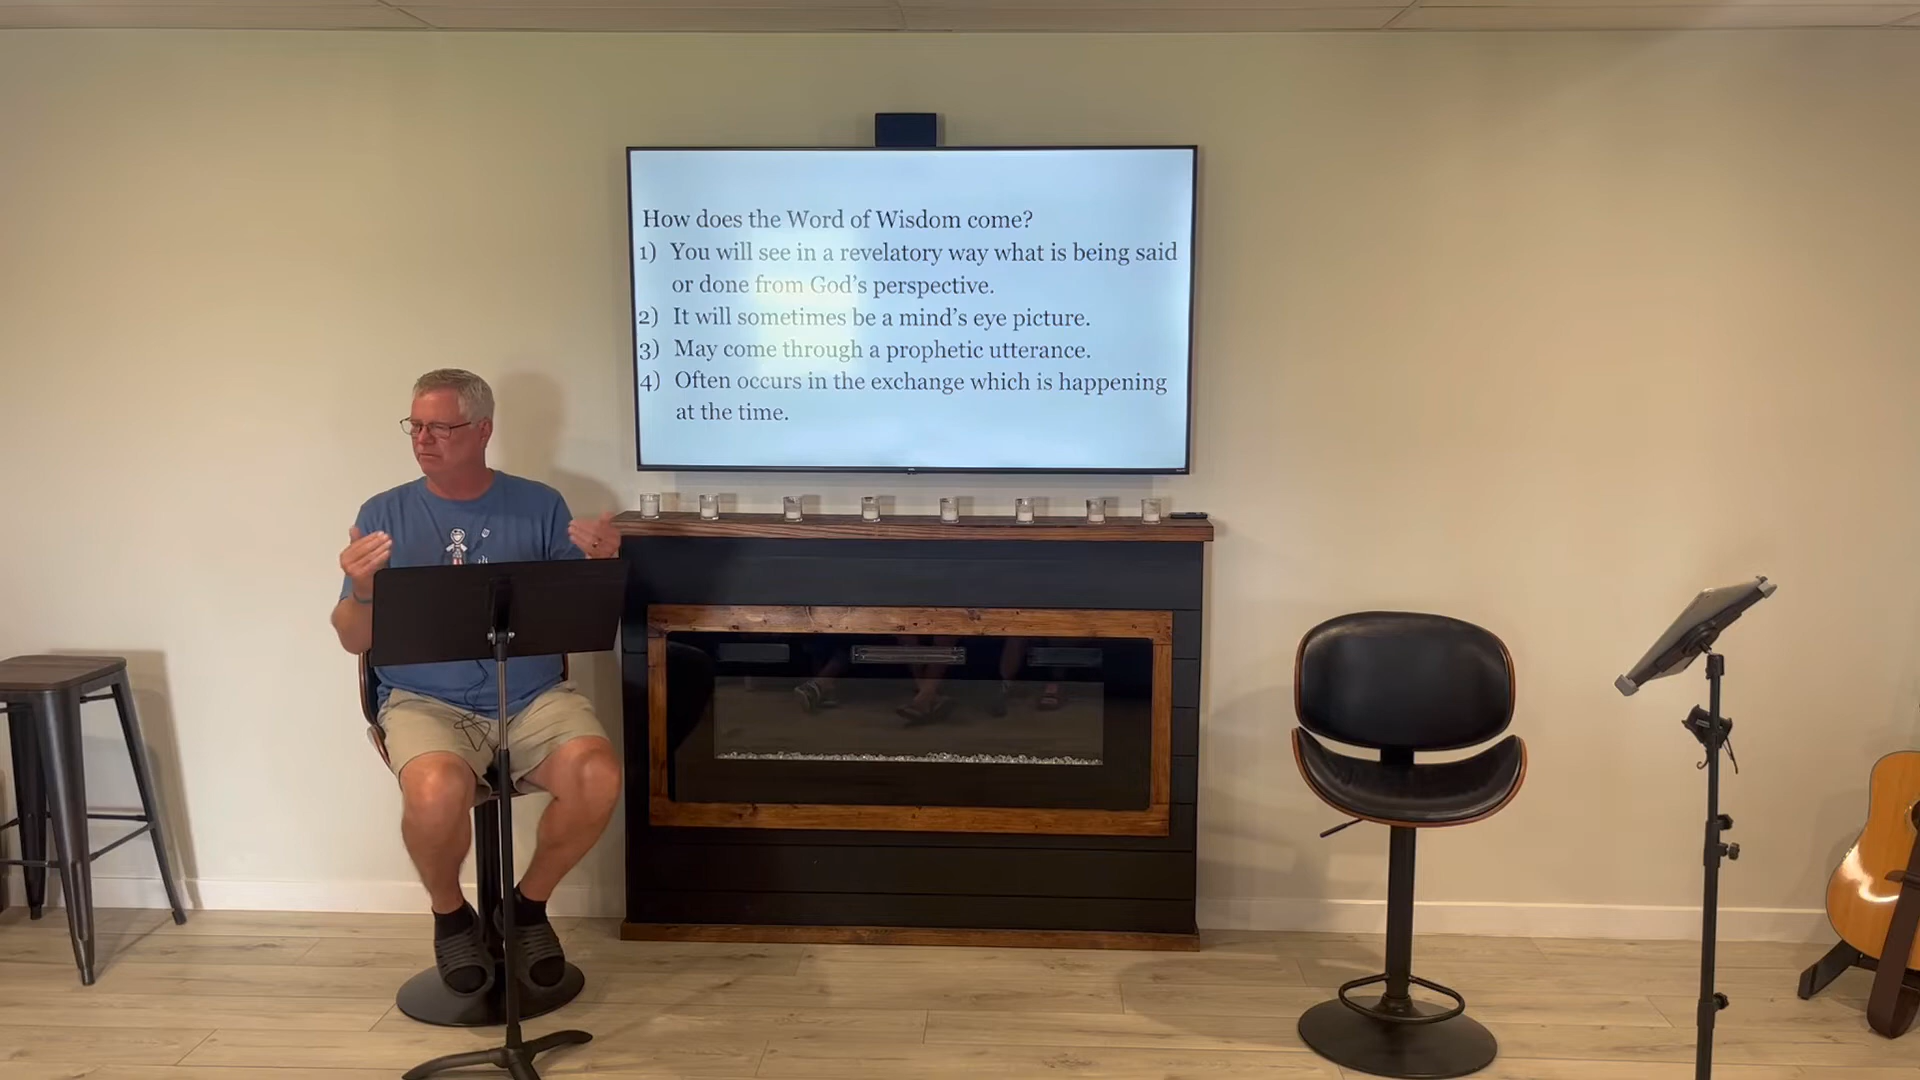 How does the Word of Wisdom come?
1) You will see in a revelatory way what is being said
or done from God's perspective.
2) It will sometimes be a mind's eye picture.
3) May come through a prophetic utterance.
4) Often occurs in the exchange which is happening
at the time.